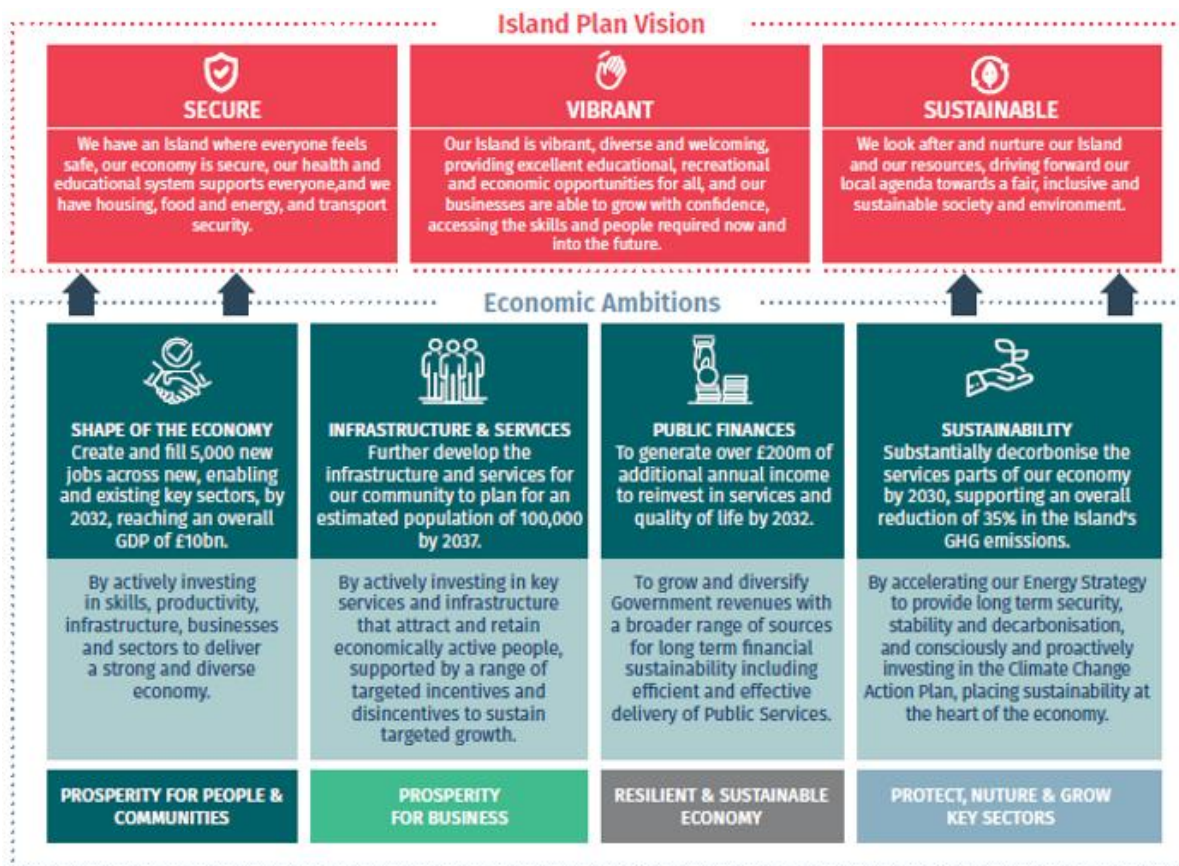 Island Plan Vision
SECURE
We have an Island where everyone feels
safe, our economy is secure, our health and
educational system supports everyone,and we
have housing, food and energy, and transport
security.
VIBRANT
Our Island is vibrant, diverse and welcoming,
providing excellent educational, recreational
and economic opportunities for all, and our
businesses are able to grow with confidence,
accessing the skills and people required now and
into the future.
SUSTAINABLE
We look after and nurture our Island
and our resources, driving forward our
local agenda towards a fair, inclusive and
sustainable society and environment.
Economic Ambitions
SHAPE OF THE ECONOMY
Create and fill 5,000 new
jobs across new, enabling
and existing key sectors, by
2032, reaching an overall
GDP of £10bn.
By actively investing
in skills, productivity,
infrastructure, businesses
and sectors to deliver
a strong and diverse
economy.
PROSPERITY FOR PEOPLE &
COMMUNITIES
INFRASTRUCTURE & SERVICES
Further develop the
infrastructure and services for
our community to plan for an
estimated population of 100,000
by 2037.
By actively investing in key
services and infrastructure
that attract and retain
economically active people,
supported by a range of
targeted incentives and
disincentives to sustain
targeted growth.
PROSPERITY
FOR BUSINESS
PUBLIC FINANCES
To generate over £200m of
additional annual income
to reinvest in services and
quality of life by 2032.
To grow and diversify
Government revenues with
a broader range of sources
for long term financial
sustainability including
efficient and effective
delivery of Public Services.
RESILIENT & SUSTAINABLE
ECONOMY
SUSTAINABILITY
Substantially decorbonise the
services parts of our economy
by 2030, supporting an overall
reduction of 35% in the Island's
GHG emissions.
By accelerating our Energy Strategy
to provide long term security,
stability and decarbonisation,
and consciously and proactively
investing in the Climate Change
Action Plan, placing sustainability at
the heart of the economy.
PROTECT, NUTURE & GROW
KEY SECTORS